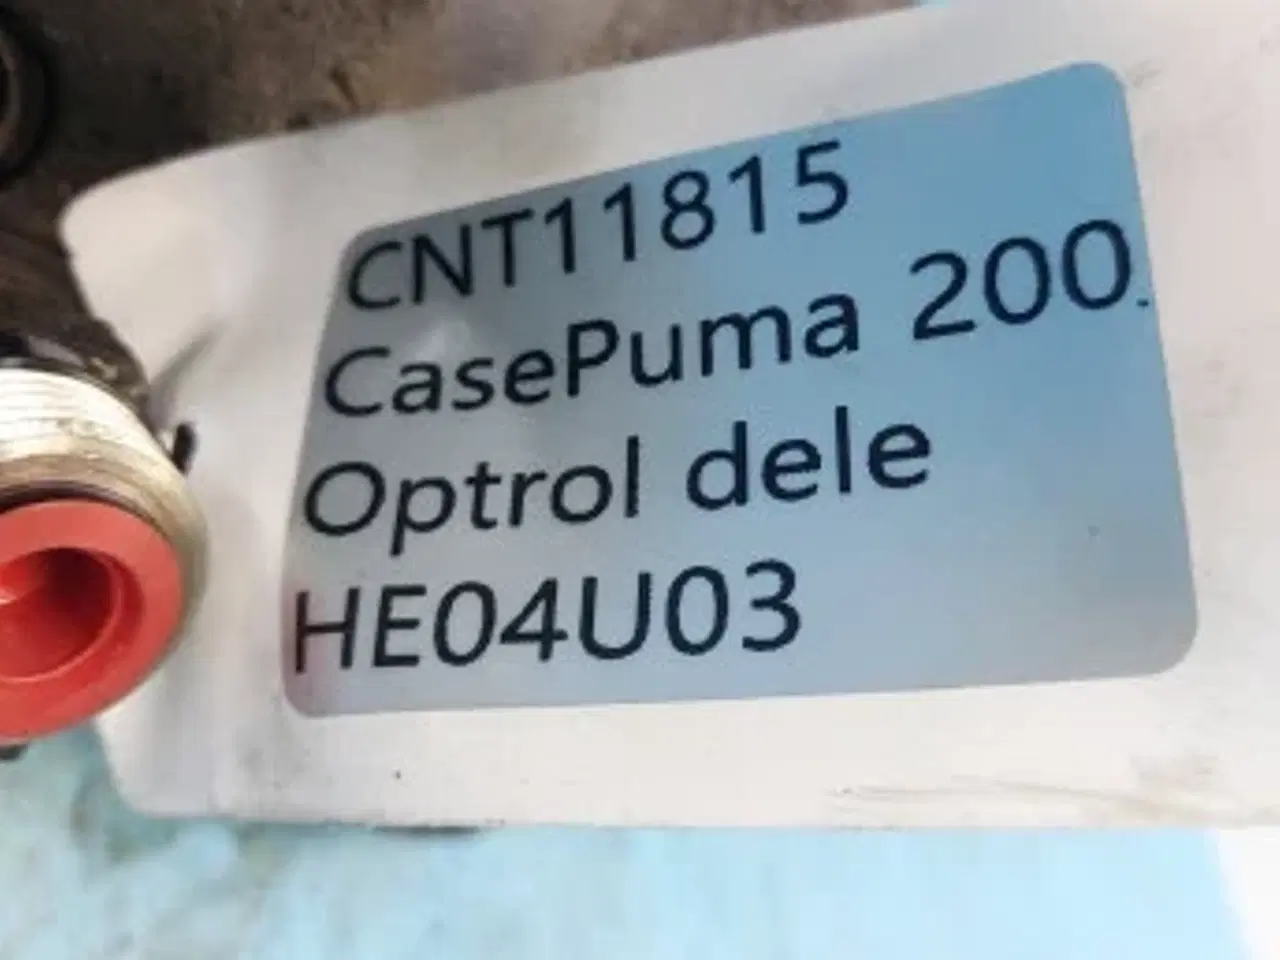 CNT11815
CasePuma 200.
Optrol dele
HE04U03